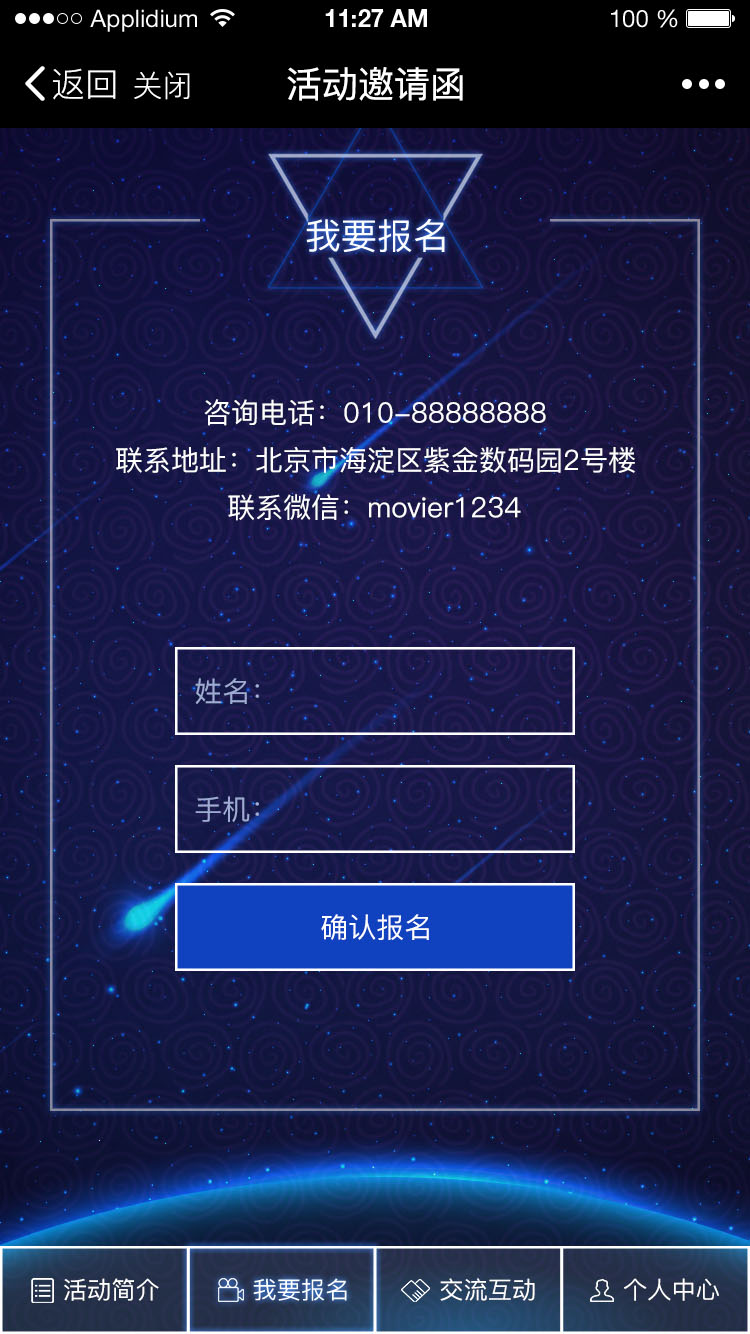 Applidium 11:27 AM 100 %
返回 关闭 活动邀请函
我要报名
咨询电话：010-88888888
联系地址：北京市海淀区紫金数码园2号楼
联系微信：movier1234
姓名：
手机：
确认报名
活动简介 我要报名 交流互动 个人中心